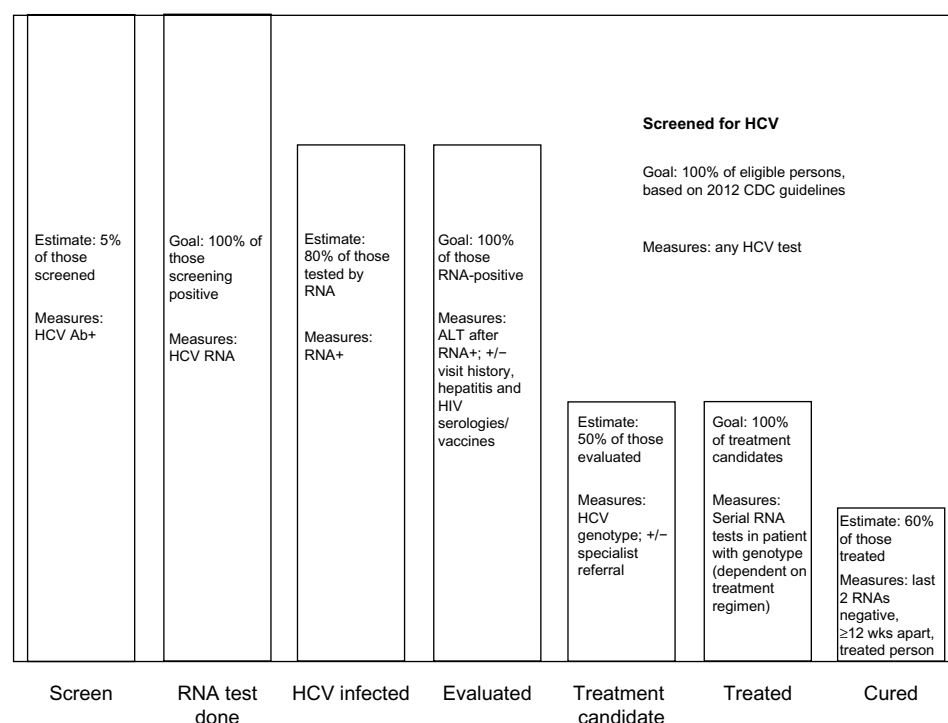 Screened for HCV
Goal: 100% of eligible persons,
based on 2012 CDC guidelines
Measures: any HCV test
Estimate: 5%
of those
screened
Measures:
HCV Ab+
Goal: 100% of
those
screening
positive
Measures:
HCV RNA
Estimate:
80% of those
tested by
RNA
Measures:
RNA+
Goal: 100%
of those
RNA-positive
Measures:
ALT after
RNA+; +/−
visit history,
hepatitis and
HIV
serologies/
vaccines
Estimate:
50% of those
evaluated
Measures:
HCV
genotype; +/−
specialist
referral
Goal: 100%
of treatment
candidates
Measures:
Serial RNA
tests in patient
with genotype
(dependent on
treatment
regimen)
Estimate: 60%
of those
treated
Measures: last
2 RNAs
negative,
≥12 wks apart,
treated person
Screen
RNA test
done
HCV infected
Evaluated
Treatment
candidate
Treated
Cured